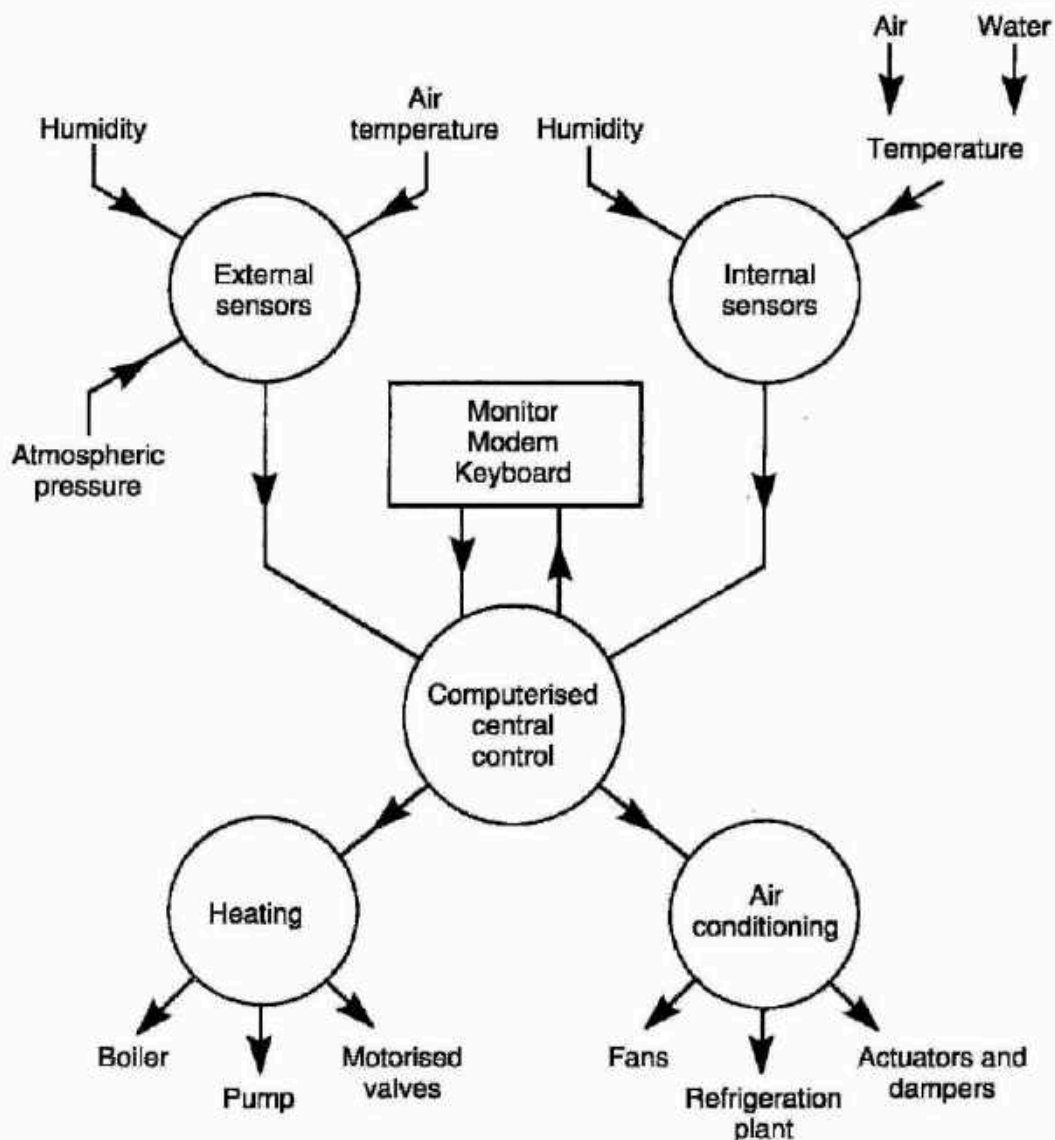 Air
Water
Humidity
Air
temperature
Humidity
Temperature
External
sensors
Internal
sensors
Atmospheric
pressure
Monitor
Modem
Keyboard
Computerised
central
control
Heating
Air
conditioning
Boiler
Pump
Motorised
valves
Fans
Refrigeration
plant
Actuators and
dampers